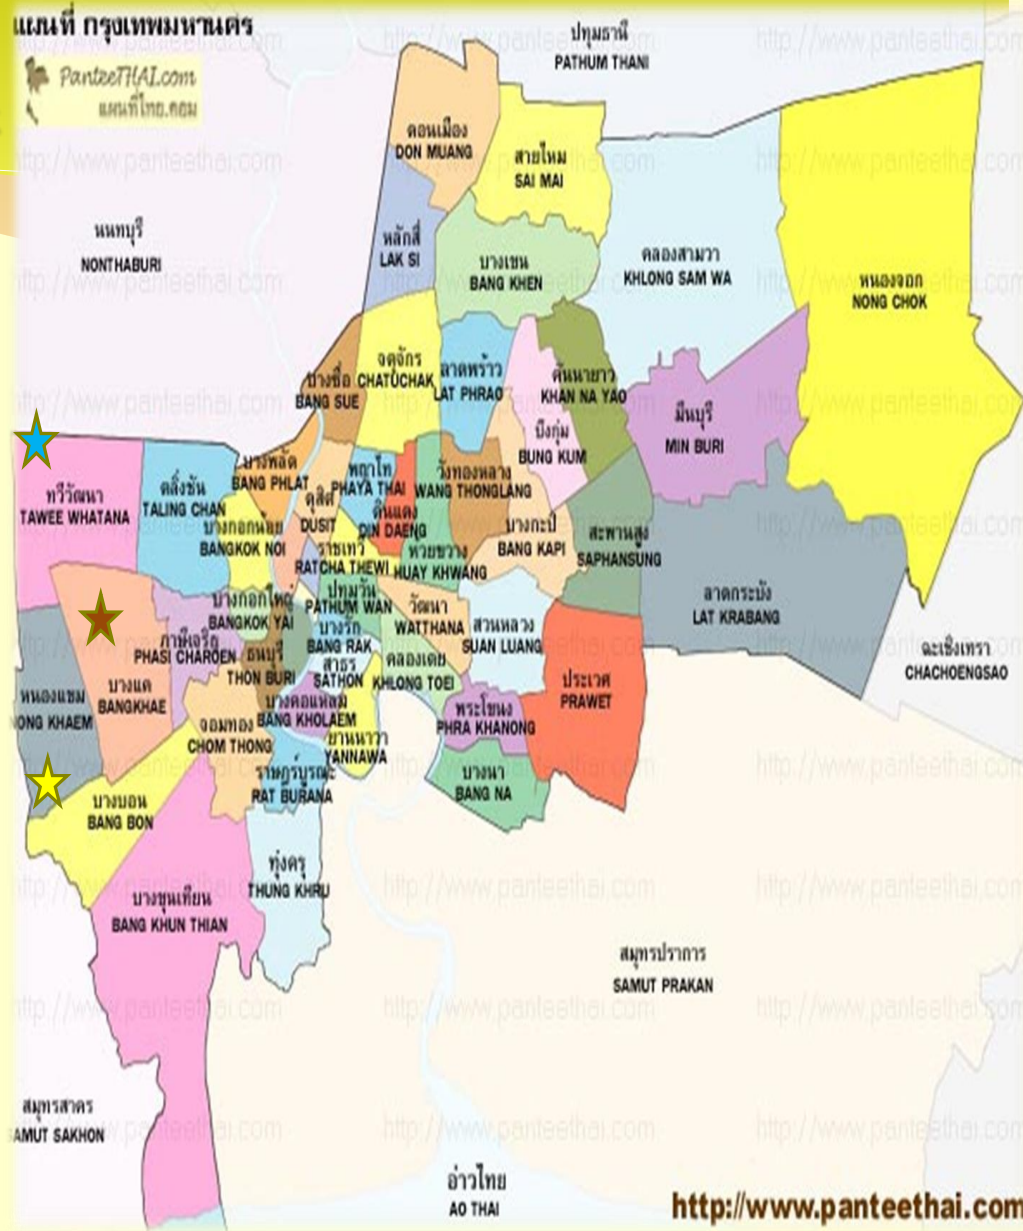 แผนที่ กรุงเทพมหานคร
PanteeTHAI.com
แผนที่ไทย.คอม
ปทุมธานี
PATHUM THANI
ดอนเมือง
DON MUANG
สายไหม
SAI MAI
นนทบุรี
NONTHABURI
หลักสี่
LAK SI
บางเขน
BANG KHEN
คลองสามวา
KHLONG SAM WA
หนองจอก
NONG CHOK
บางซื่อ
BANG SUE
จตุจักร
CHATUCHAK
ลาดพร้าว
LAT PHRAO
คันนายาว
KHAN NA YAO
บึงกุ่ม
BUNG KUM
มีนบุรี
MIN BURI
ทวีวัฒนา
TAWEE WHATANA
ตลิ่งชัน
TALING CHAN
บางพลัด
BANG PHLAT
ดุสิต
DUSIT
พญาไท
PHAYA THAI
ดินแดง
DIN DAENG
วังทองหลาง
WANG THONGLANG
บางกะปิ
BANG KAPI
สะพานสูง
SAPHANSUNG
บางกอกน้อย
BANGKOK NOI
ราชเทวี
RATCHA THEWI
หวยขวาง
HUAY KHWANG
ลาดกระบัง
LAT KRABANG
บางกอกใหญ่
BANGKOK YAI
ปทุมวัน
PATHUM WAN
วัฒนา
WATTHANA
สวนหลวง
SUAN LUANG
ภาษีเจริญ
PHASI CHAROEN
ธนบุรี
THON BURI
บางรัก
BANG RAK
สาธร
SATHON
คลองเตย
KHLONG TOEI
ประเวศ
PRAWET
ฉะเชิงเทรา
CHACHOENGSAO
หนองแขม
NONG KHAEM
บางแค
BANGKHAE
จอมทอง
CHOM THONG
บางคอแหลม
BANG KHOLAEM
ยานนาวา
YANNAWA
พระโขนง
PHRA KHANONG
บางนา
BANG NA
บางบอน
BANG BON
ราษฎร์บูรณะ
RAT BURANA
ทุ่งครุ
THUNG KHRU
บางขุนเทียน
BANG KHUN THIAN
สมุทรปราการ
SAMUT PRAKAN
สมุทรสาคร
SAMUT SAKHON
อ่าวไทย
AO THAI
http://www.panteethai.com